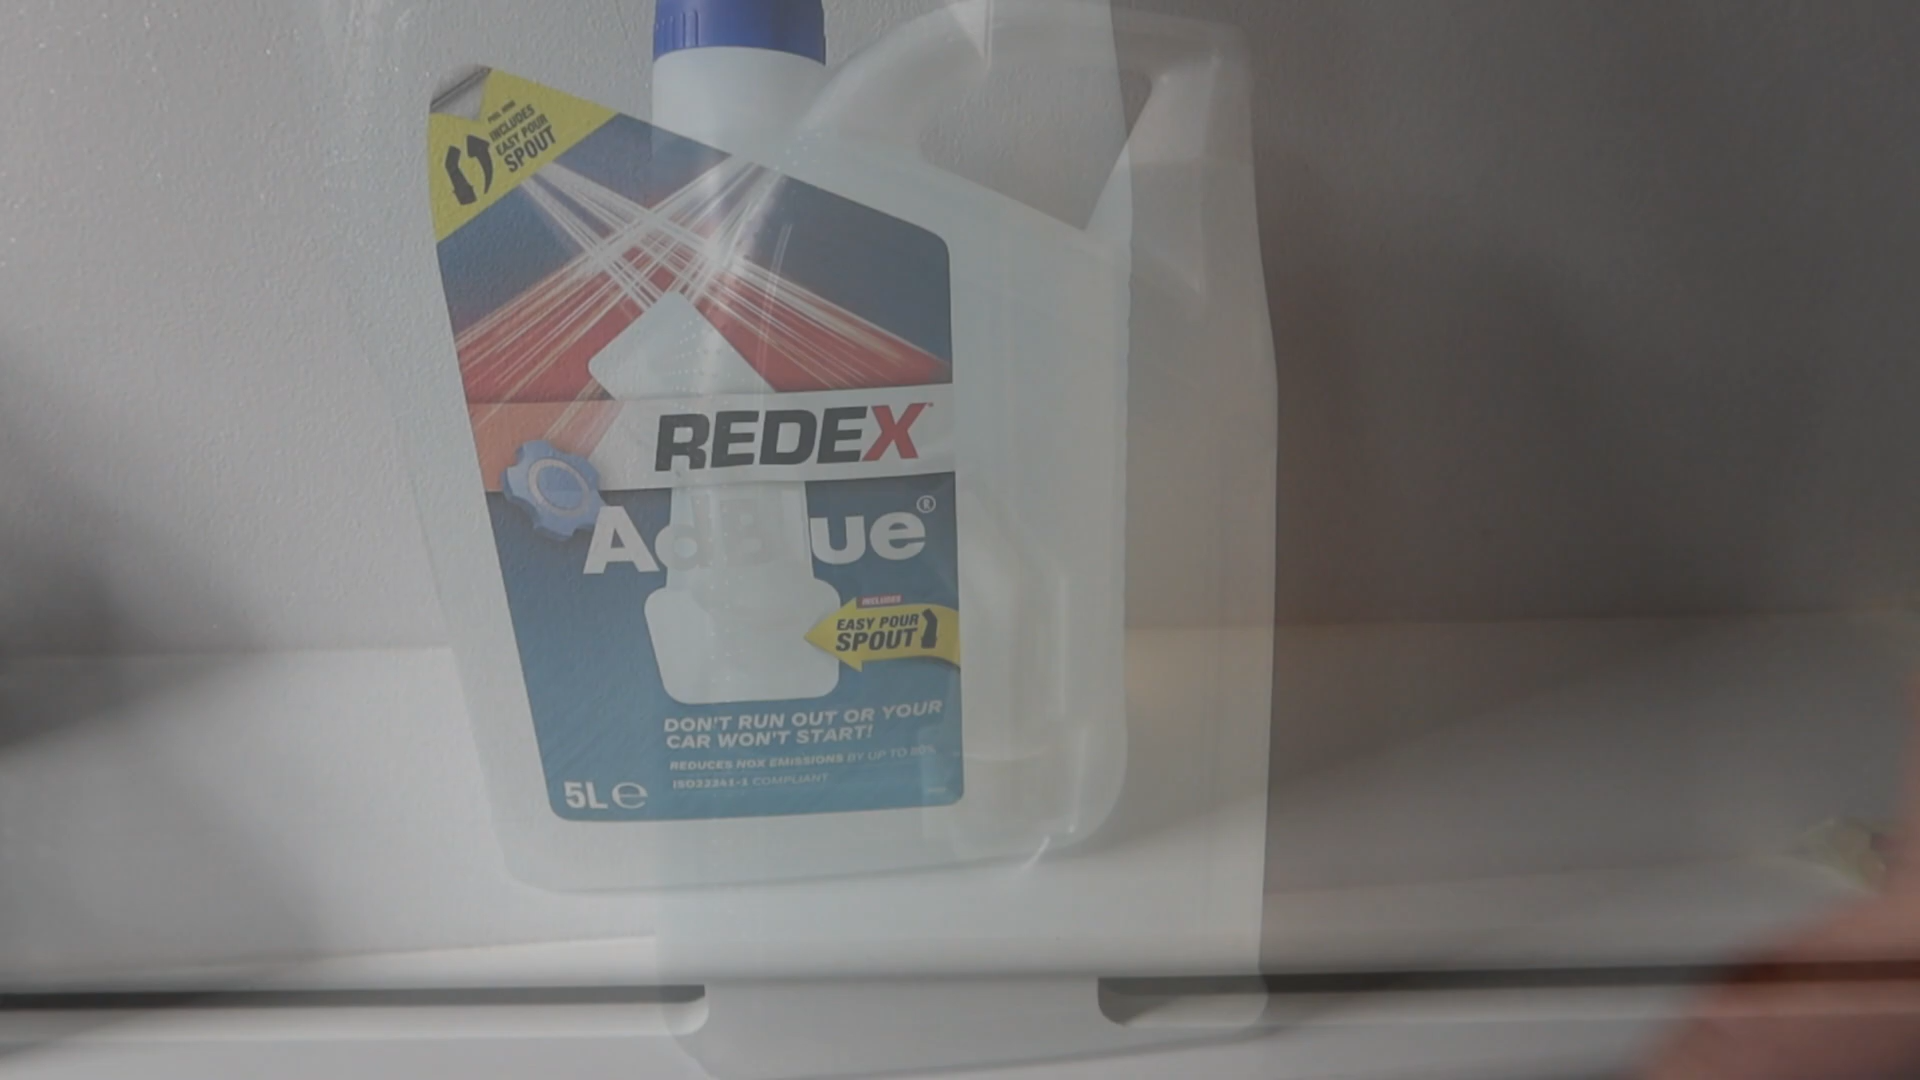 INCLUDES
EASY POUR
SPOUT
REDEX™
AdBlue®
INCLUDES
EASY POUR
SPOUT
DON'T RUN OUT OR YOUR
CAR WON'T START!
REDUCES NOX EMISSIONS BY UP TO 80%
ISO22241-1 COMPLIANT
5L ℮